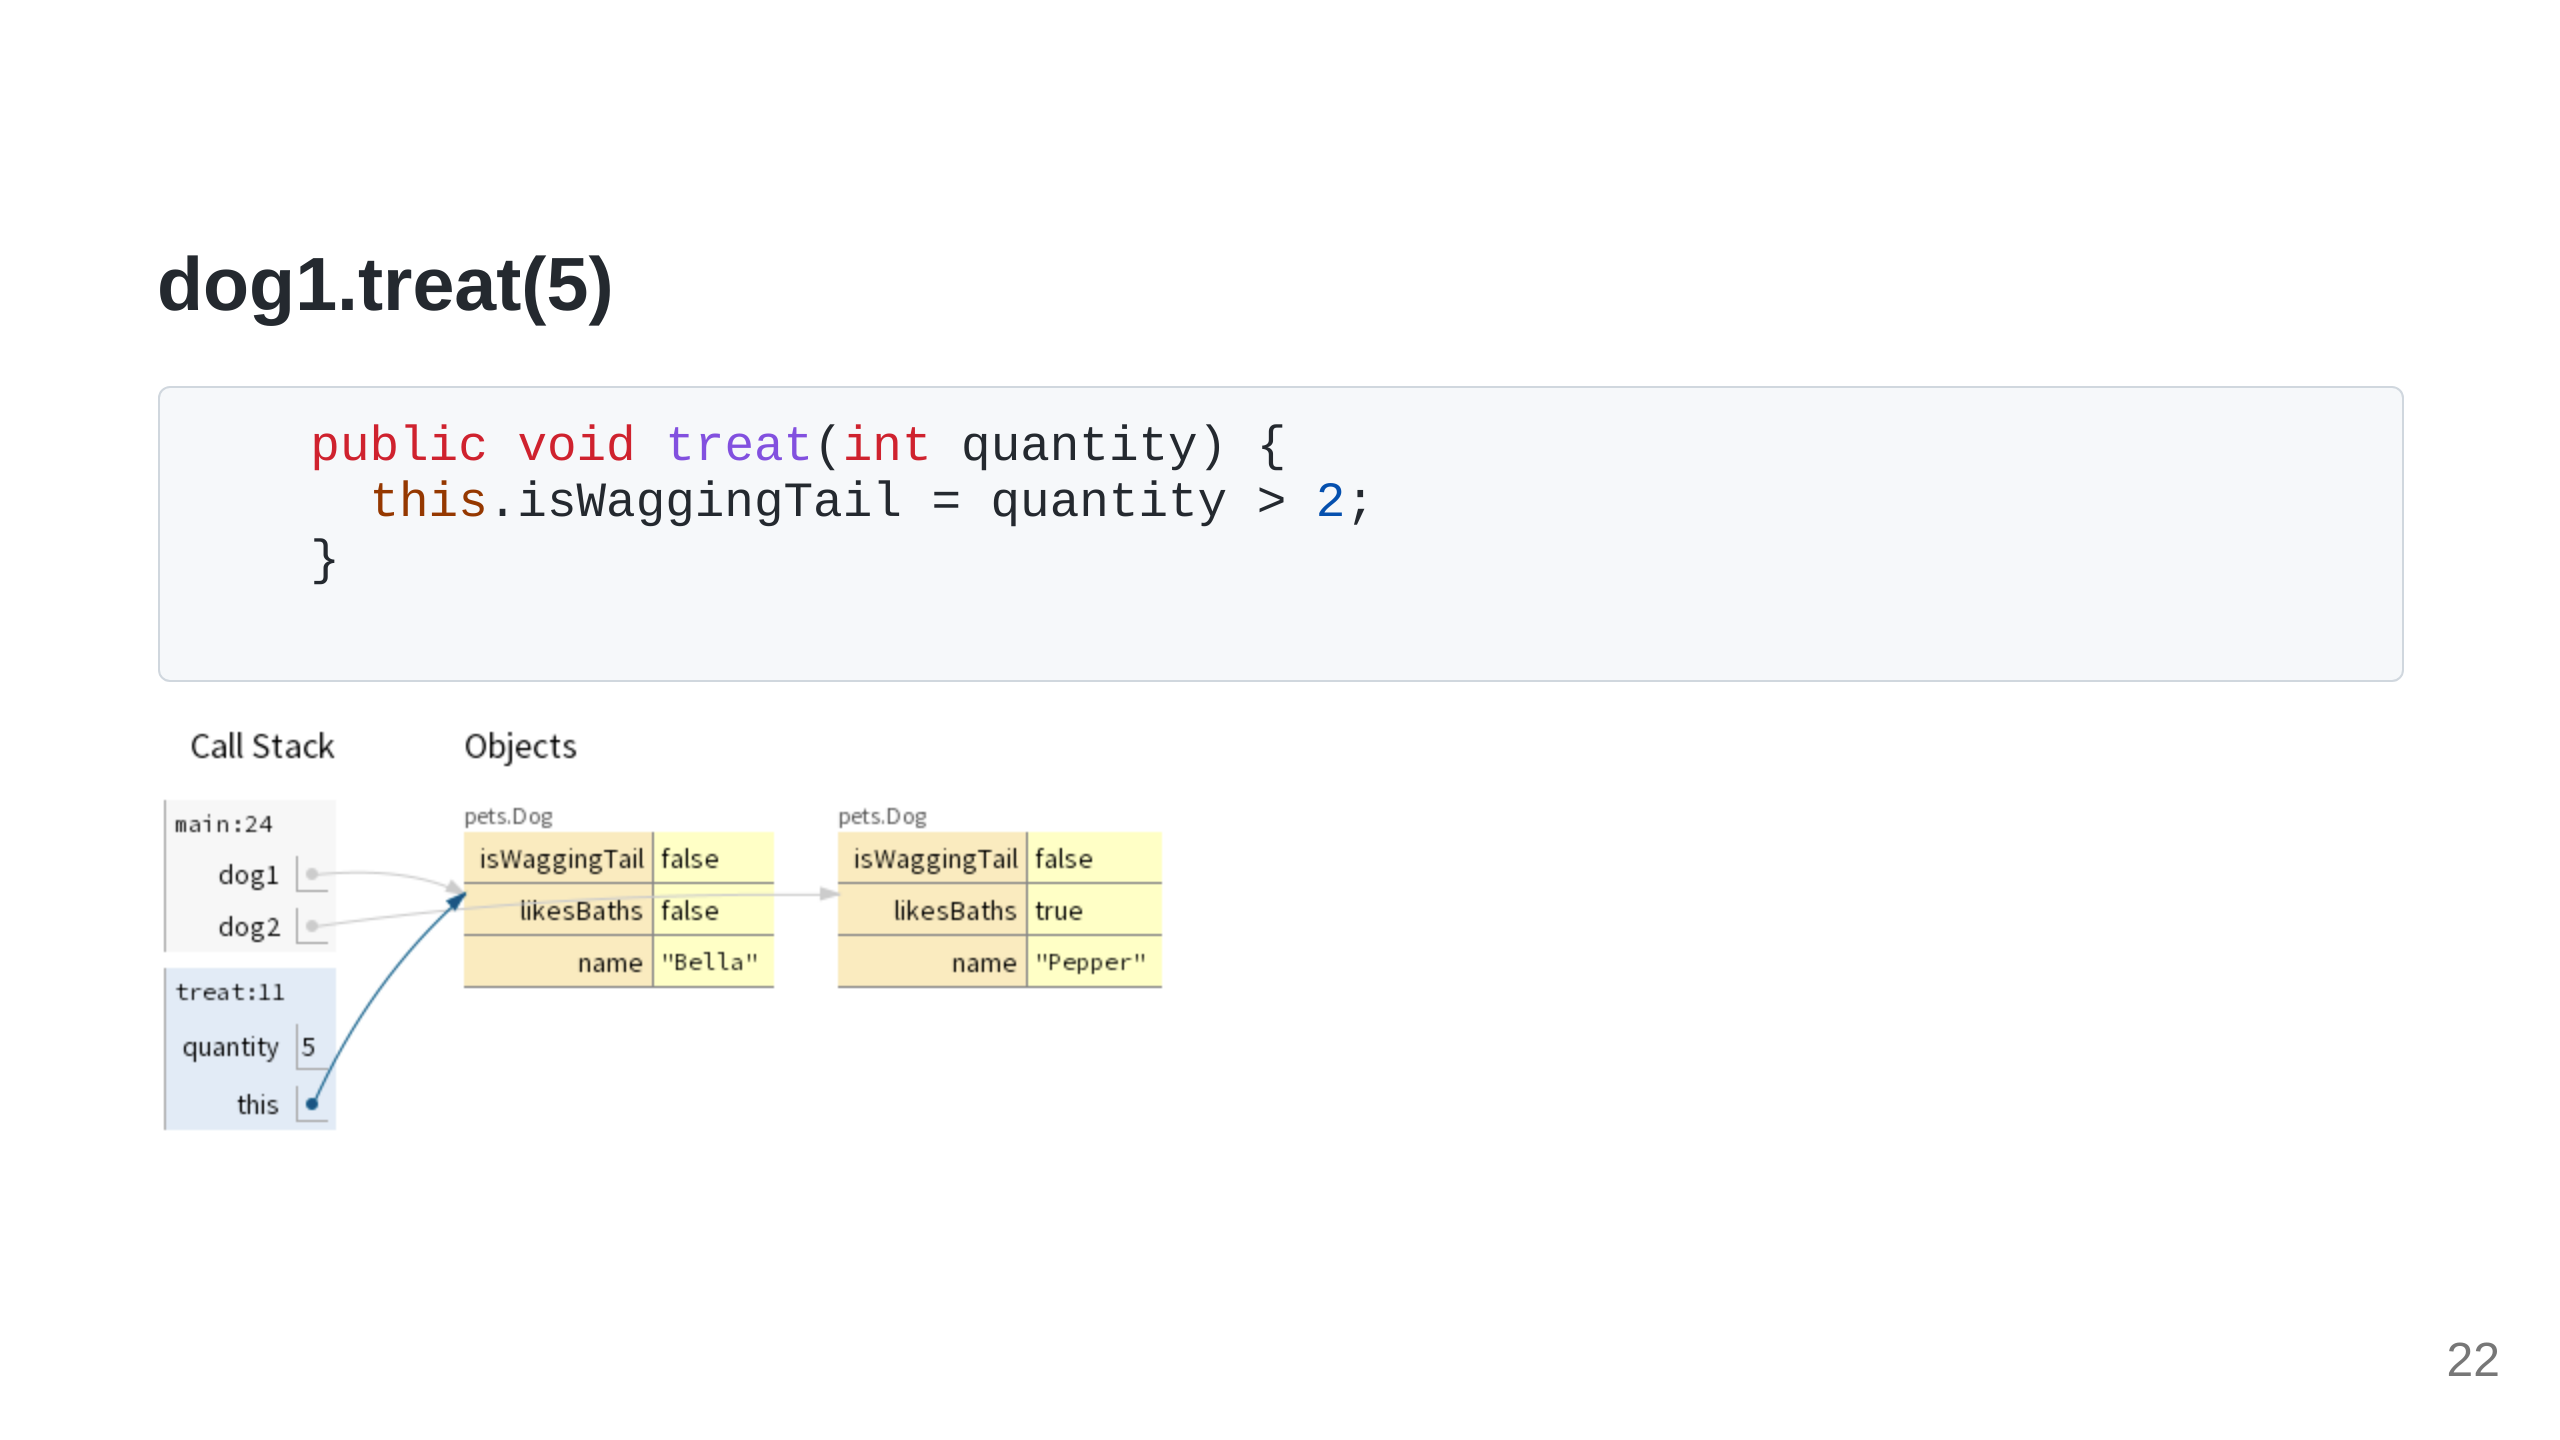 dog1.treat(5)
public void treat(int quantity) {
  this.isWaggingTail = quantity > 2;
}
Call Stack
Objects
main:24
dog1
dog2
treat:11
quantity 5
this
pets.Dog
isWaggingTail false
likesBaths false
name "Bella"
pets.Dog
isWaggingTail false
likesBaths true
name "Pepper"
22